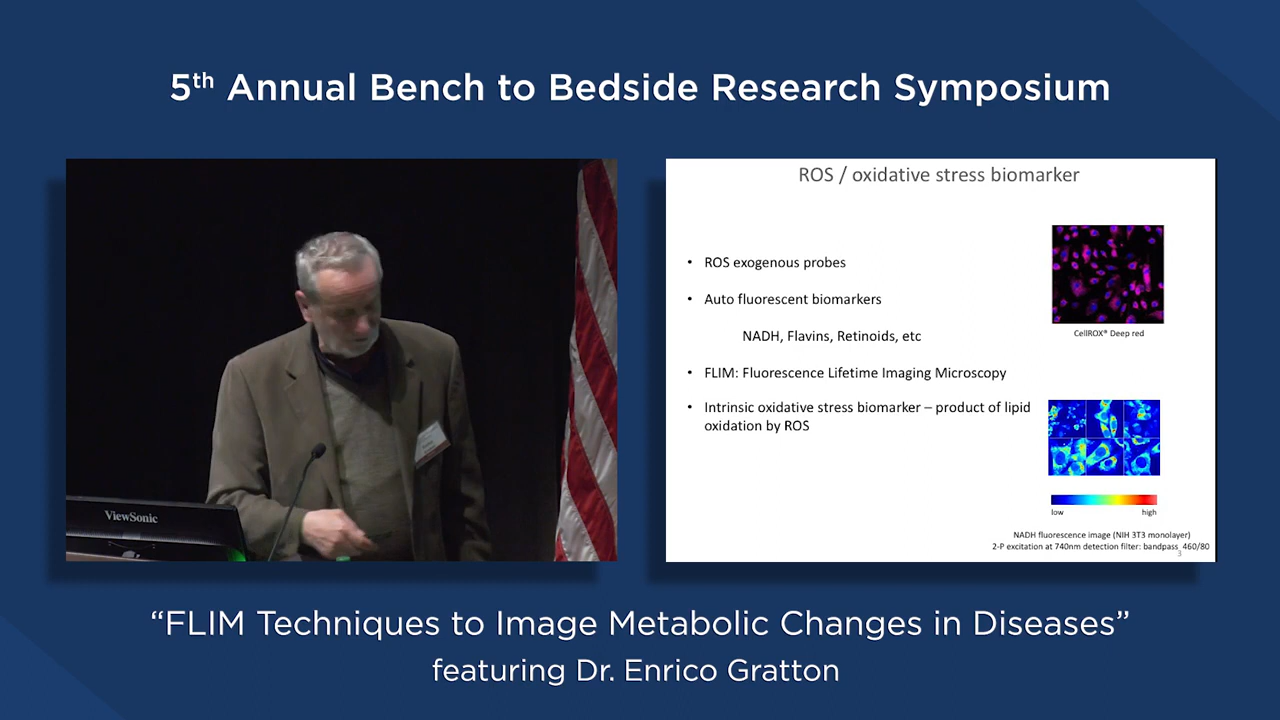 5th Annual Bench to Bedside Research Symposium
ViewSonic
ROS / oxidative stress biomarker
• ROS exogenous probes
• Auto fluorescent biomarkers
NADH, Flavins, Retinoids, etc
• FLIM: Fluorescence Lifetime Imaging Microscopy
• Intrinsic oxidative stress biomarker – product of lipid
oxidation by ROS
CellROX® Deep red
low high
NADH fluorescence image (NIH 3T3 monolayer)
2-P excitation at 740nm detection filter: bandpass 460/80
3
“FLIM Techniques to Image Metabolic Changes in Diseases”
featuring Dr. Enrico Gratton